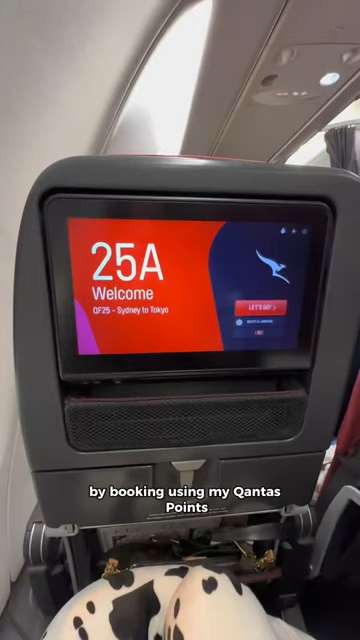 25A
Welcome
QF25 - Sydney to Tokyo
LET'S GO!
by booking using my Qantas
Points